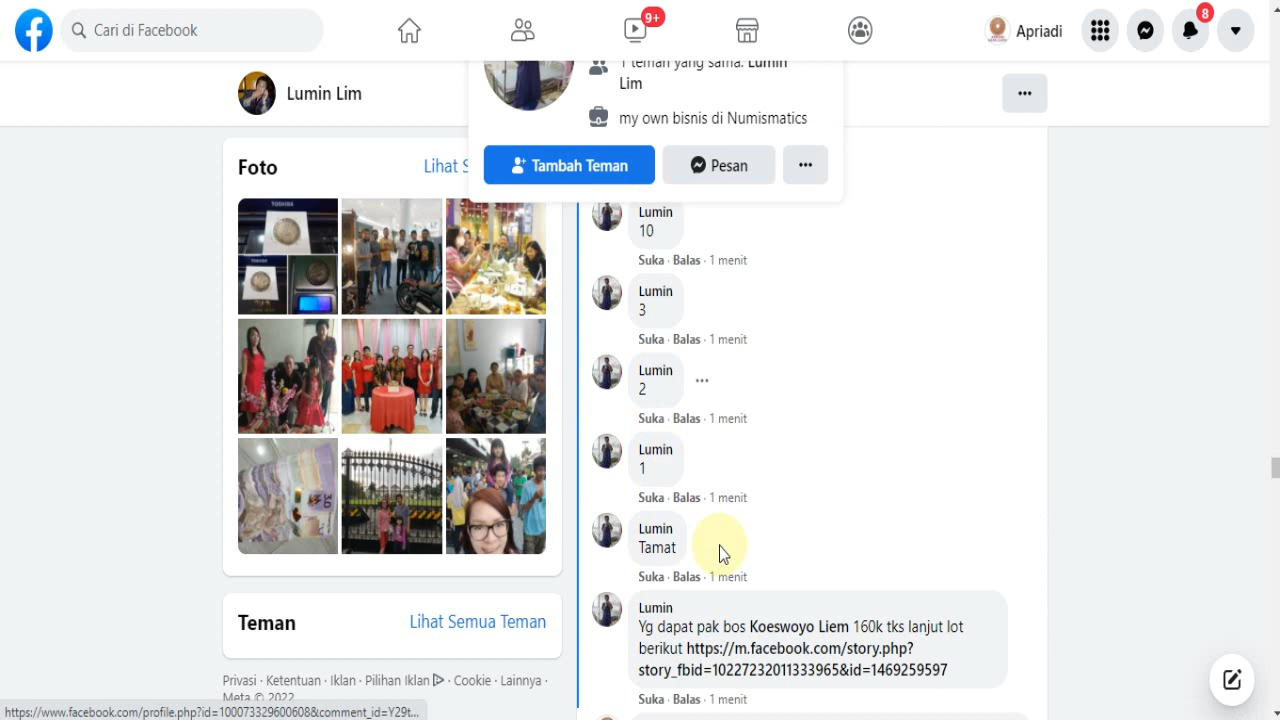 Cari di Facebook
9+
Apriadi
8
Lumin Lim
1 teman yang sama: Lumin
Lim
my own bisnis di Numismatics
Tambah Teman
Pesan
Foto
Lihat S
TOSHIBA
Lumin
10
Suka · Balas · 1 menit
Lumin
3
Suka · Balas · 1 menit
Lumin
2
Suka · Balas · 1 menit
Lumin
1
Suka · Balas · 1 menit
Lumin
Tamat
Suka · Balas · 1 menit
Lumin
Yg dapat pak bos Koeswoyo Liem 160k tks lanjut lot
berikut https://m.facebook.com/story.php?
story_fbid=10227232011333965&id=1469259597
Suka · Balas · 1 menit
Teman
Lihat Semua Teman
Privasi · Ketentuan · Iklan · Pilihan Iklan · Cookie · Lainnya ·
Meta © 2022
https://www.facebook.com/profile.php?id=100073329600608&comment_id=Y29t...